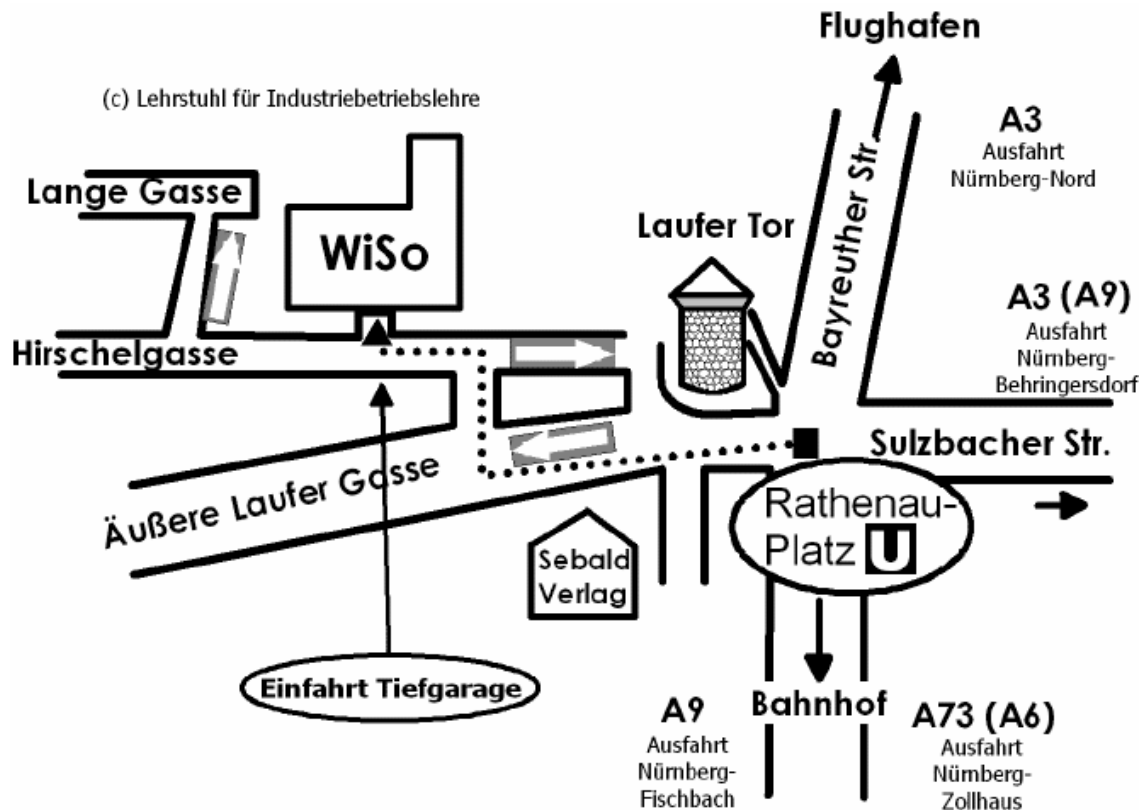 Flughafen
(c) Lehrstuhl für Industriebetriebslehre
A3
Ausfahrt
Nürnberg-Nord
Bayreuther Str.
Lange Gasse
WiSo
Laufer Tor
A3 (A9)
Ausfahrt
Nürnberg-
Behringersdorf
Hirschelgasse
Sulzbacher Str.
Äußere Laufer Gasse
Rathenau-
Platz U
Sebald
Verlag
Einfahrt Tiefgarage
Bahnhof
A9
Ausfahrt
Nürnberg-
Fischbach
A73 (A6)
Ausfahrt
Nürnberg-
Zollhaus